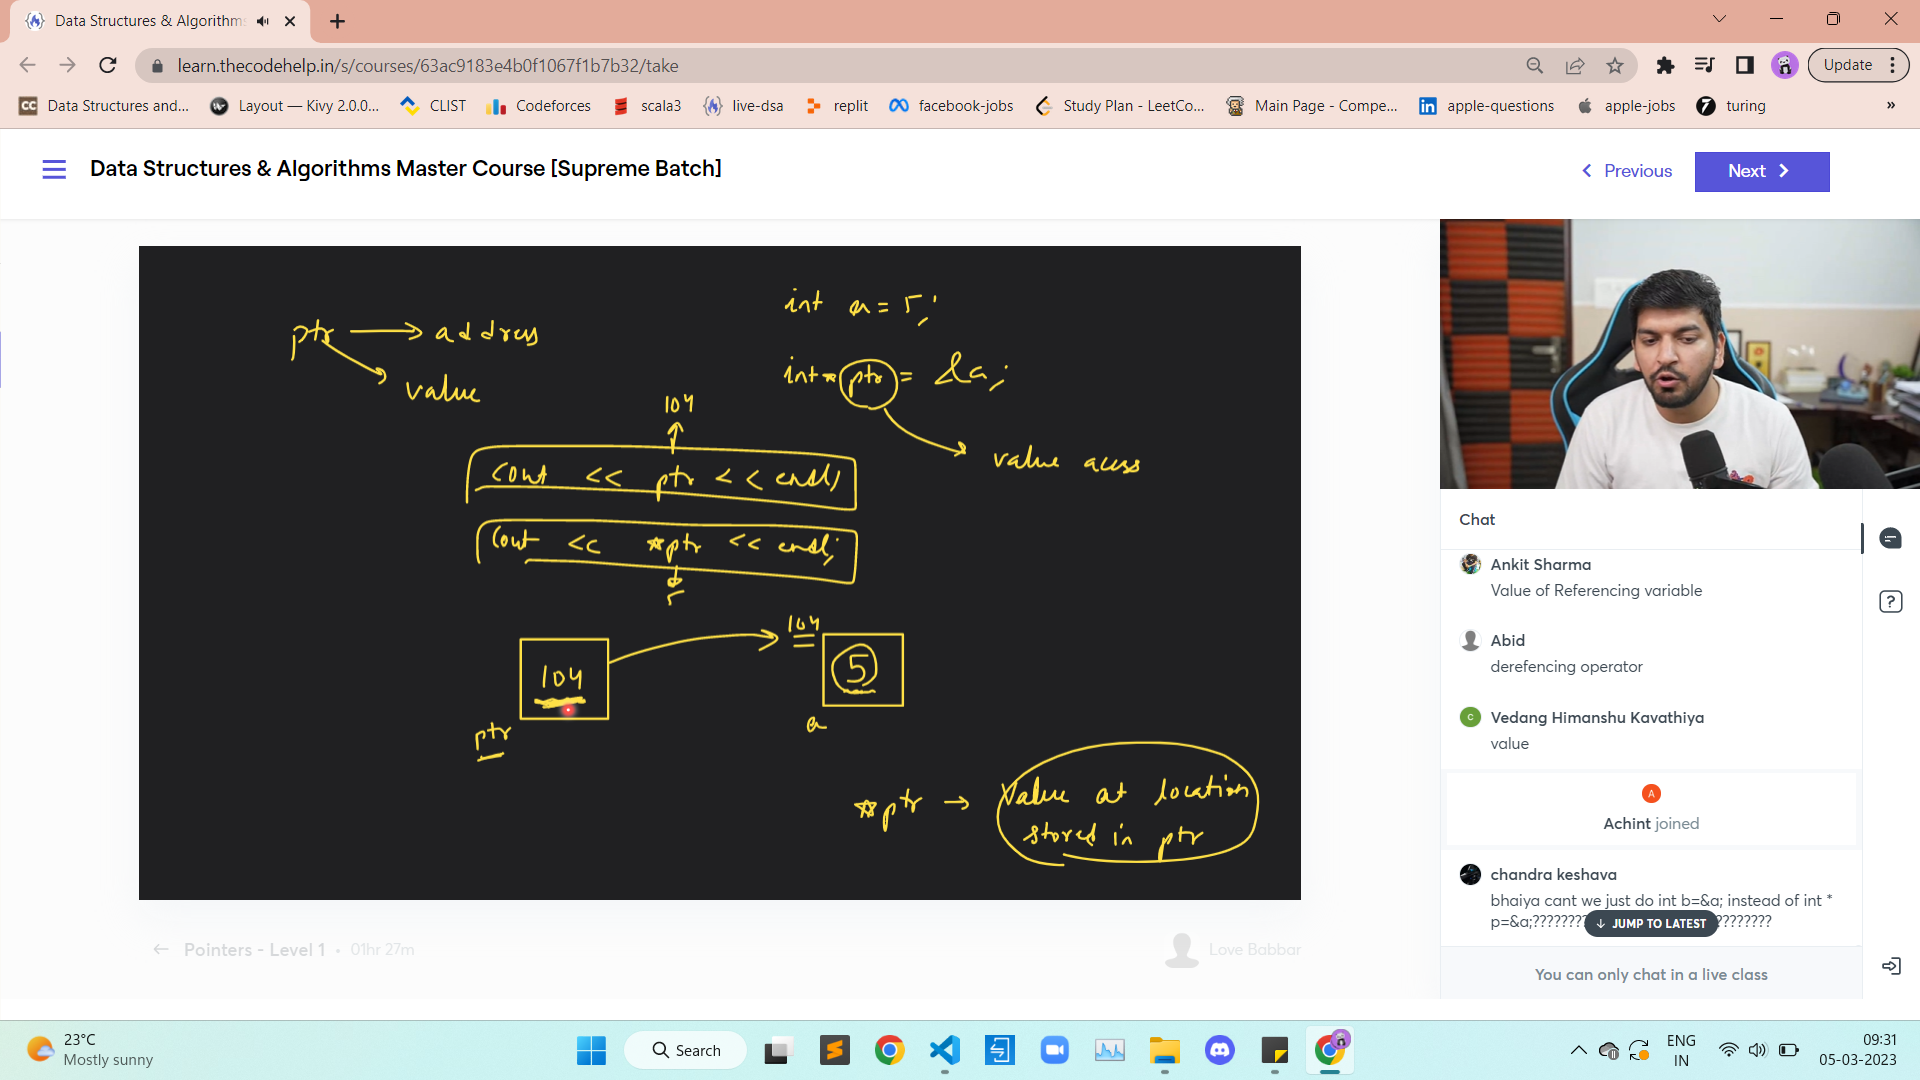 Data Structures & Algorithms
learn.thecodehelp.in/s/courses/63ac9183e4b0f1067f1b7b32/take
Update
CC Data Structures and... Layout — Kivy 2.0.0... CLIST Codeforces scala3 live-dsa replit facebook-jobs Study Plan - LeetCo... Main Page - Compe... in apple-questions apple-jobs turing »
Data Structures & Algorithms Master Course [Supreme Batch]
Previous
Next
int a = 5;
ptr → address
value
int * ptr = &a;
value acess
104
cout << ptr << endl;
cout << *ptr << endl;
5
104
104
5
ptr
a
*ptr → Value at location
stored in ptr
Pointers - Level 1 • 01hr 27m
Love Babbar
Chat
Ankit Sharma
Value of Referencing variable
Abid
derefencing operator
C
Vedang Himanshu Kavathiya
value
A
Achint joined
chandra keshava
bhaiya cant we just do int b=&a; instead of int *
p=&a;????????
????????
JUMP TO LATEST
You can only chat in a live class
23°C
Mostly sunny
Search
ENG
IN
09:31
05-03-2023